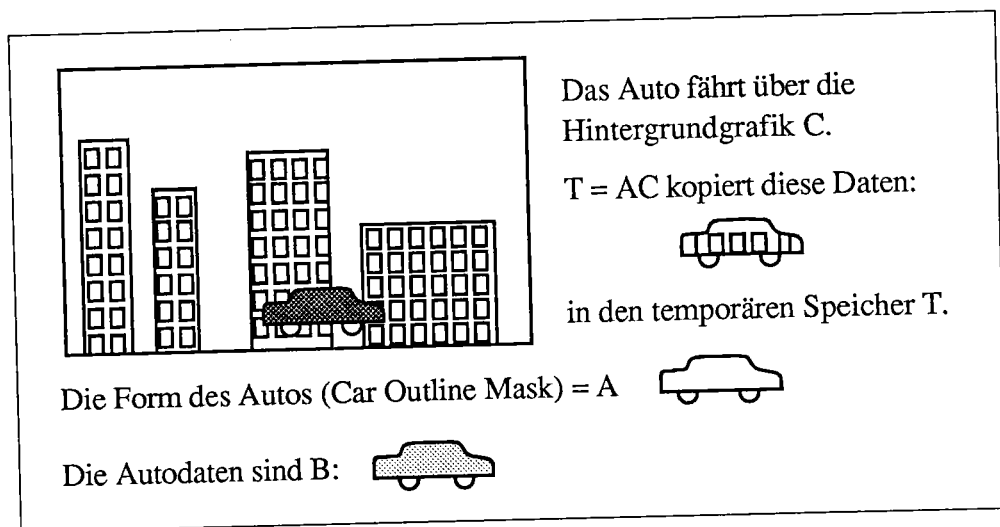 Das Auto fährt über die
Hintergrundgrafik C.
T = AC kopiert diese Daten:
in den temporären Speicher T.
Die Form des Autos (Car Outline Mask) = A
Die Autodaten sind B: